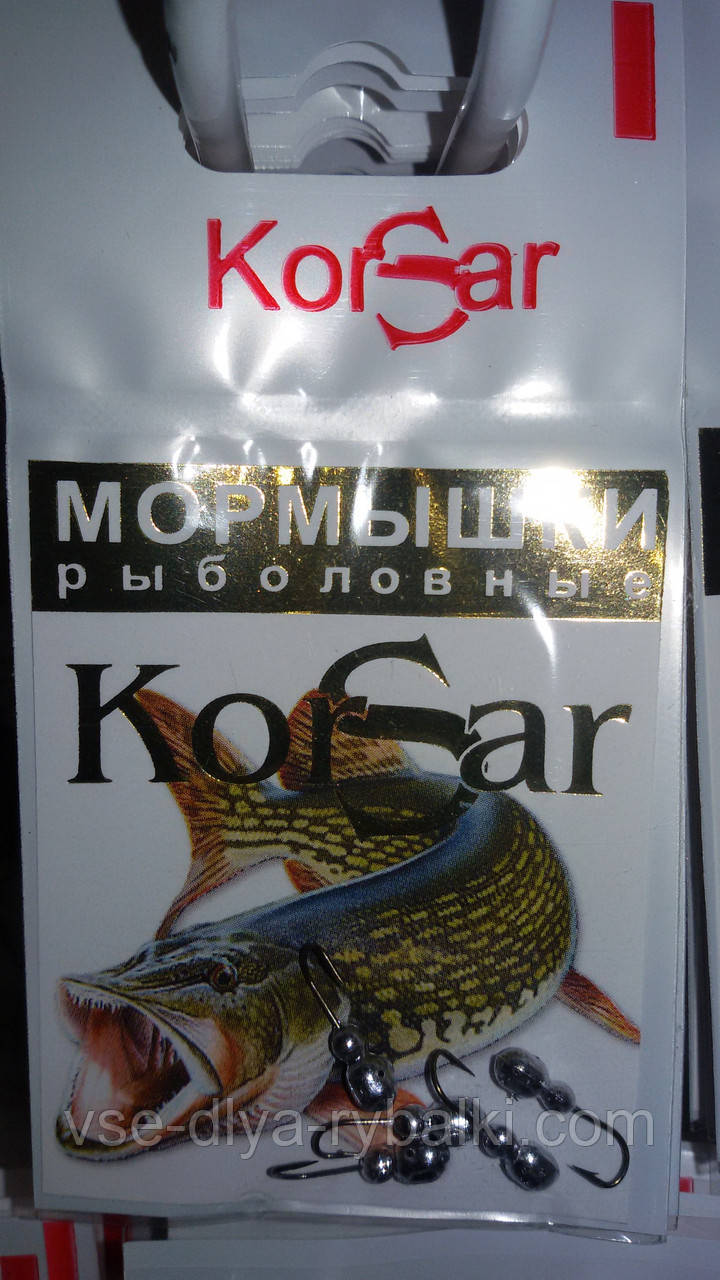 KorSar
МОРМЫШКИ
рыболовные
KorSar
vse-dlya-rybalki.com